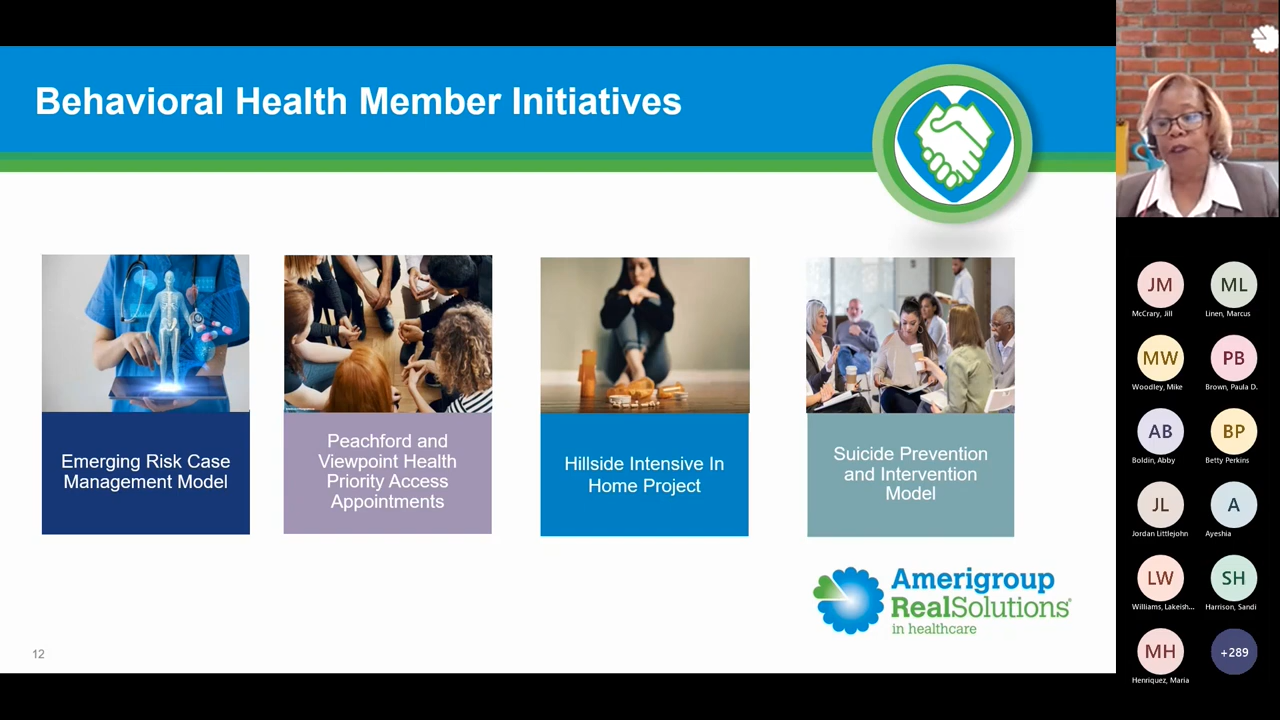 Behavioral Health Member Initiatives
Emerging Risk Case
Management Model
Peachford and
Viewpoint Health
Priority Access
Appointments
Hillside Intensive In
Home Project
Suicide Prevention
and Intervention
Model
Amerigroup
RealSolutions®
in healthcare
12
JM
McCrary, Jill
ML
Linen, Marcus
MW
Woodley, Mike
PB
Brown, Paula D.
AB
Boldin, Abby
BP
Betty Perkins
JL
Jordan Littlejohn
A
Ayeshia
LW
Williams, Lakeish...
SH
Harrison, Sandi
MH
Henriquez, Maria
+289